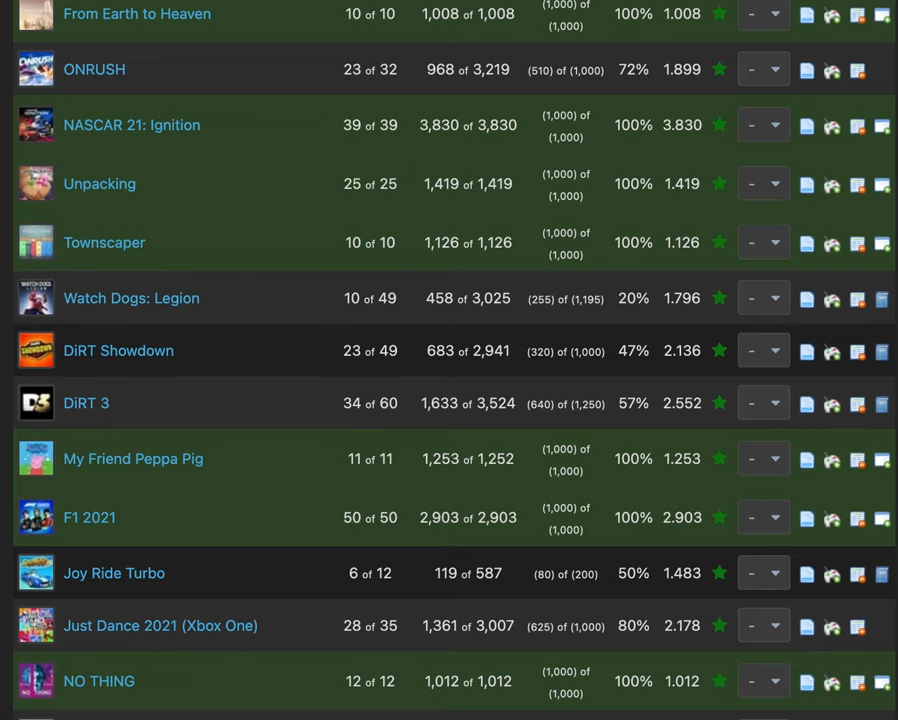 From Earth to Heaven 10 of 10 1,008 of 1,008 (1,000) of (1,000) 100% 1.008 -
ONRUSH 23 of 32 968 of 3,219 (510) of (1,000) 72% 1.899 -
NASCAR 21: Ignition 39 of 39 3,830 of 3,830 (1,000) of (1,000) 100% 3.830 -
Unpacking 25 of 25 1,419 of 1,419 (1,000) of (1,000) 100% 1.419 -
Townscaper 10 of 10 1,126 of 1,126 (1,000) of (1,000) 100% 1.126 -
WATCH DOGS LEGION
Watch Dogs: Legion 10 of 49 458 of 3,025 (255) of (1,195) 20% 1.796 -
SHOWDOWN
DiRT Showdown 23 of 49 683 of 2,941 (320) of (1,000) 47% 2.136 -
D3
DiRT 3 34 of 60 1,633 of 3,524 (640) of (1,250) 57% 2.552 -
My Friend Peppa Pig 11 of 11 1,253 of 1,252 (1,000) of (1,000) 100% 1.253 -
F1 2021 50 of 50 2,903 of 2,903 (1,000) of (1,000) 100% 2.903 -
Joy Ride Turbo 6 of 12 119 of 587 (80) of (200) 50% 1.483 -
Just Dance 2021 (Xbox One) 28 of 35 1,361 of 3,007 (625) of (1,000) 80% 2.178 -
NO THING
NO THING 12 of 12 1,012 of 1,012 (1,000) of (1,000) 100% 1.012 -